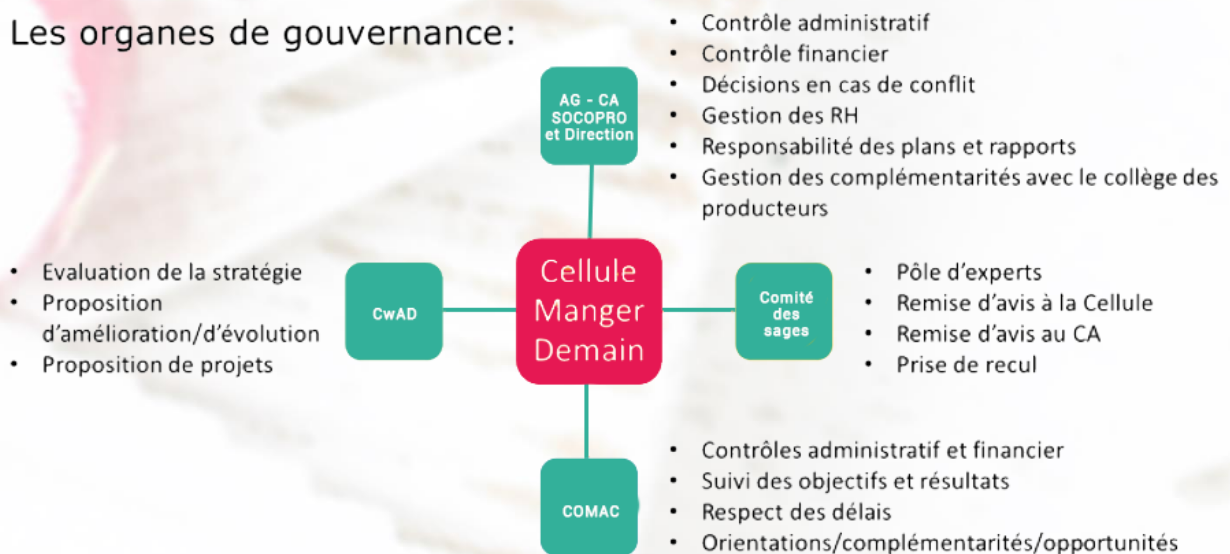 Les organes de gouvernance:
• Contrôle administratif
• Contrôle financier
• Décisions en cas de conflit
• Gestion des RH
• Responsabilité des plans et rapports
• Gestion des complémentarités avec le collège des
producteurs
AG - CA
SOCOPRO
et Direction
• Evaluation de la stratégie
• Proposition
d'amélioration/d'évolution
• Proposition de projets
CwAD
Cellule
Manger
Demain
Comité
des
sages
• Pôle d'experts
• Remise d'avis à la Cellule
• Remise d'avis au CA
• Prise de recul
COMAC
• Contrôles administratif et financier
• Suivi des objectifs et résultats
• Respect des délais
• Orientations/complémentarités/opportunités